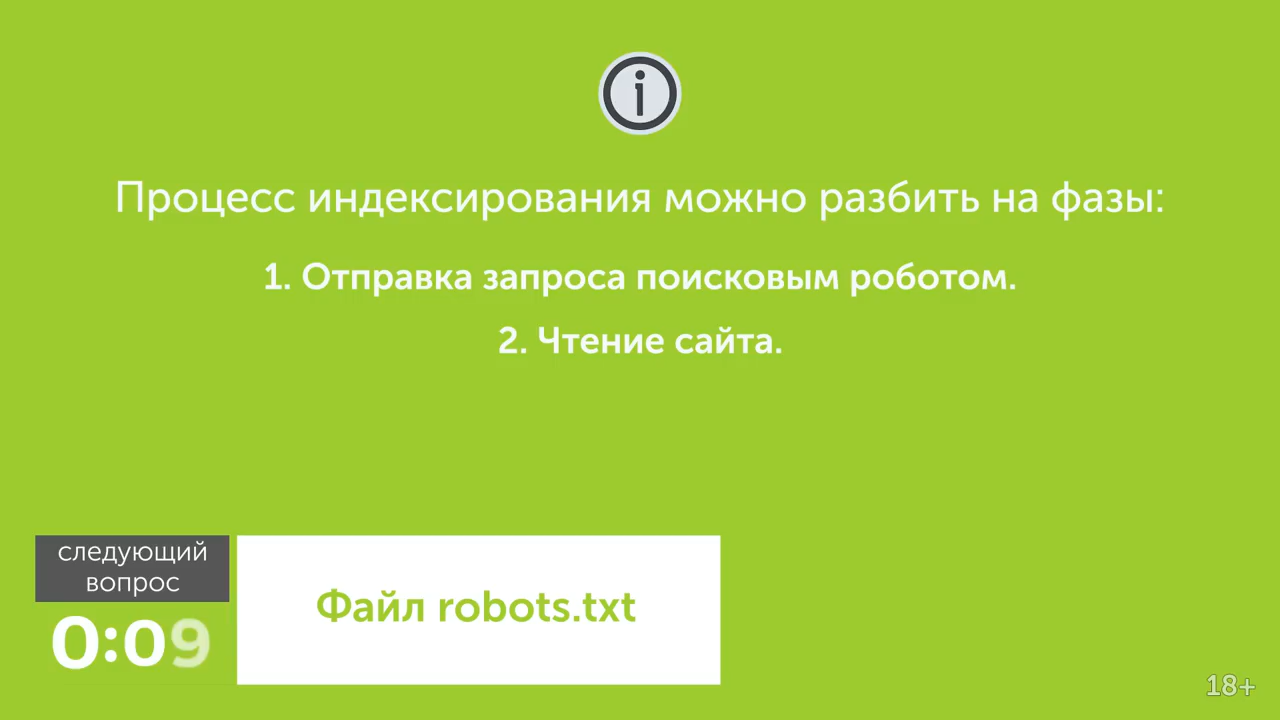 Процесс индексирования можно разбить на фазы:
1. Отправка запроса поисковым роботом.
2. Чтение сайта.
следующий
вопрос
0:09
Файл robots.txt
18+